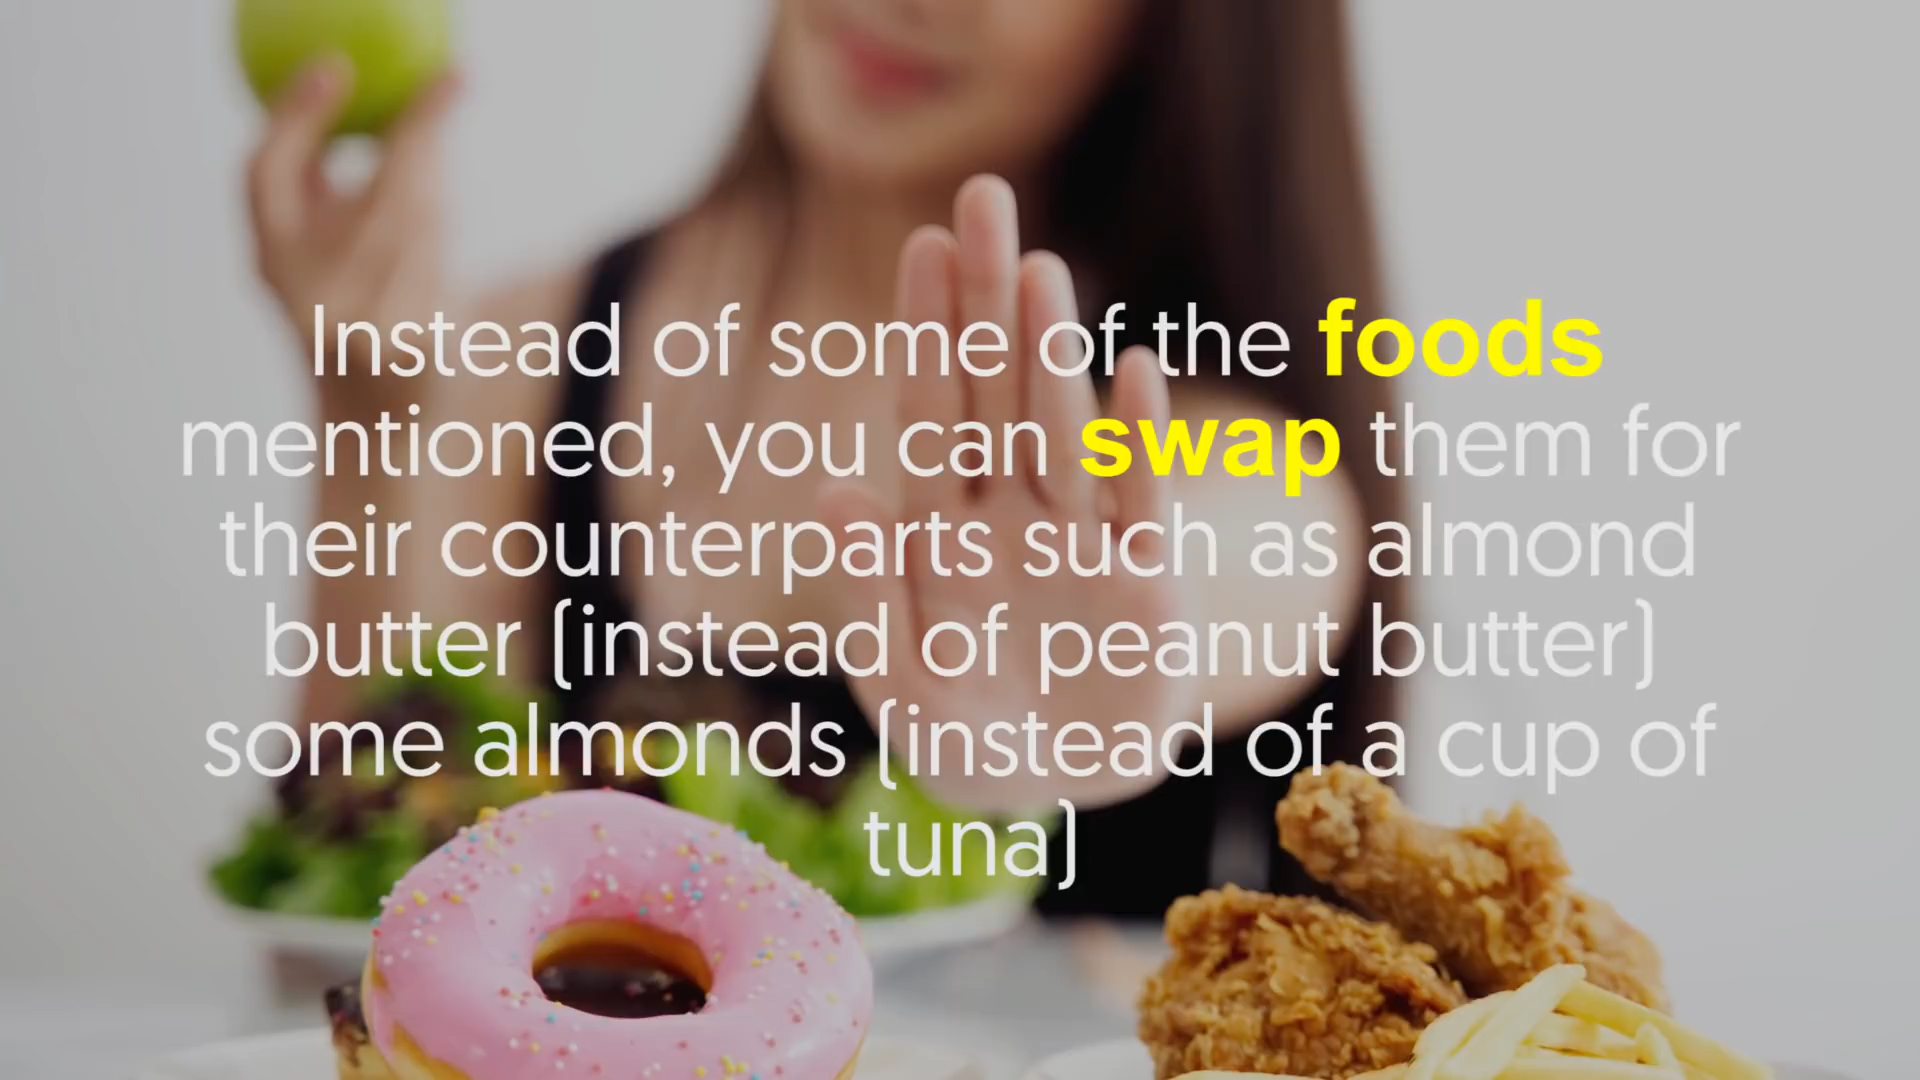 Instead of some of the foods
mentioned, you can swap them for
their counterparts such as almond
butter (instead of peanut butter)
some almonds (instead of a cup of
tuna)